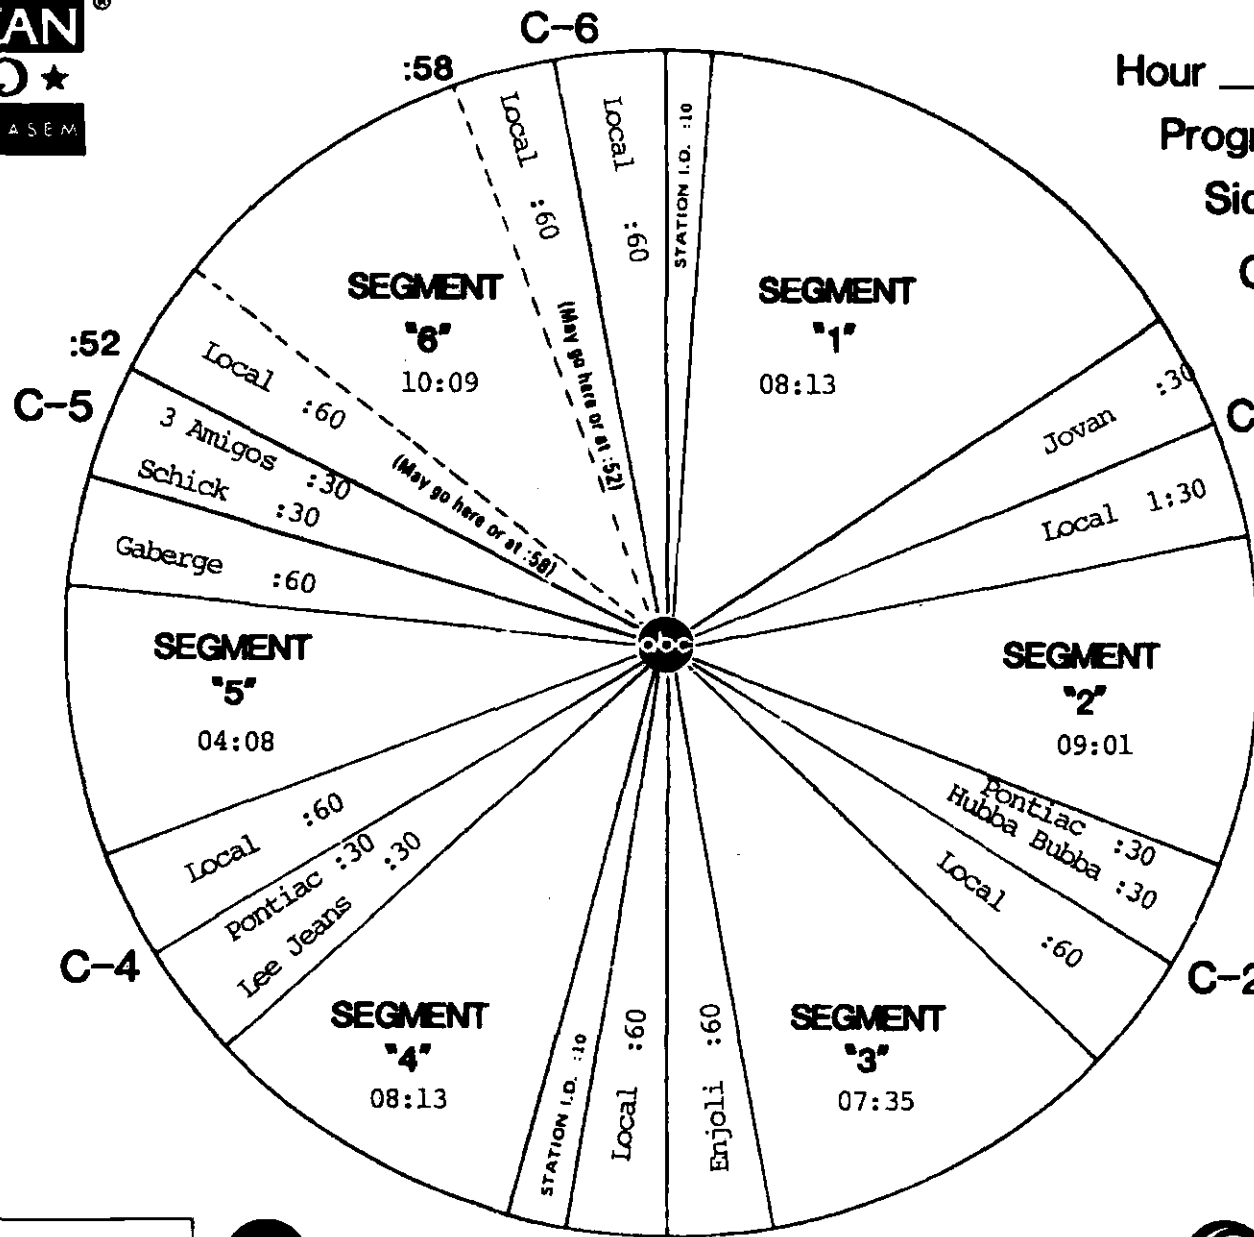 AN®
★
ASEM
C-6
:58
Hour
Local :60
Local :60
STATION I.D. :10
SEGMENT
"1"
08:13
Jovan :30
Local 1:30
SEGMENT
"2"
09:01
Pontiac :30
Hubba Bubba :30
C-2
Local :60
SEGMENT
"3"
07:35
Enjoli :60
Local :60
STATION I.D. :10
SEGMENT
"4"
08:13
Lee Jeans :30
Pontiac :30
C-4
Local :60
SEGMENT
"5"
04:08
Gaberge :60
Schick :30
3 Amigos :30
C-5
:52
Local :60
(May go here or at :58)
SEGMENT
"6"
10:09
(May go here or at :52)
abc